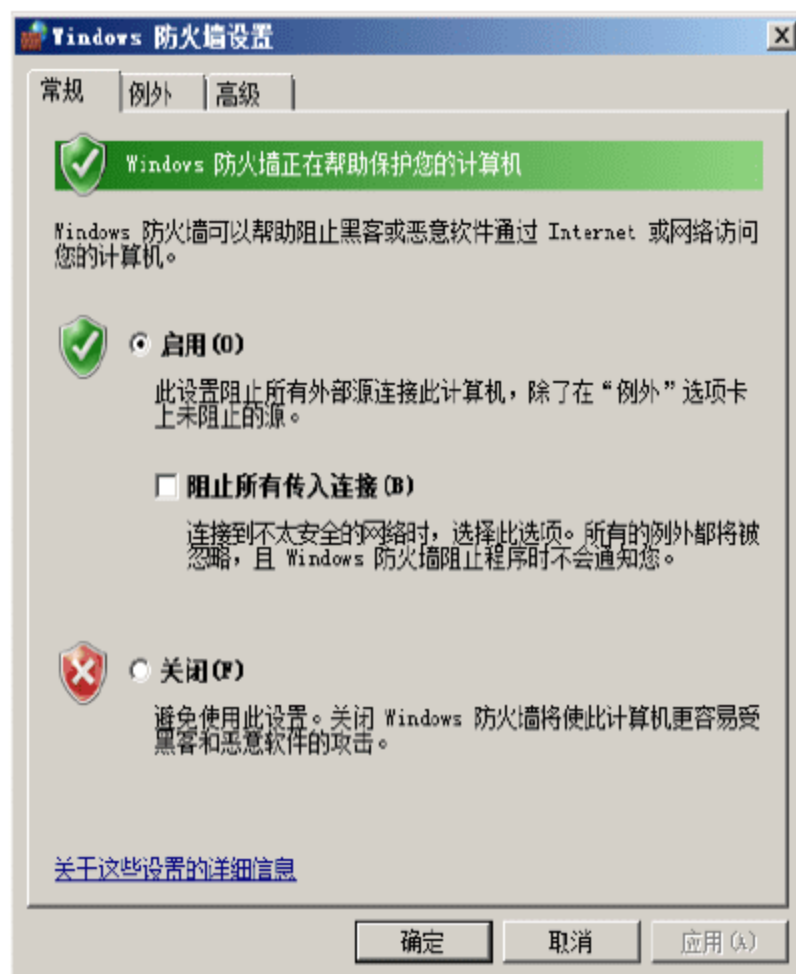 Windows 防火墙设置
常规
例外
高级
Windows 防火墙正在帮助保护您的计算机
Windows 防火墙可以帮助阻止黑客或恶意软件通过 Internet 或网络访问
您的计算机。
启用(O)
此设置阻止所有外部源连接此计算机，除了在“例外”选项卡
上未阻止的源。
阻止所有传入连接(B)
连接到不太安全的网络时，选择此选项。所有的例外都将被
忽略，且 Windows 防火墙阻止程序时不会通知您。
关闭(F)
避免使用此设置。关闭 Windows 防火墙将使此计算机更容易受
黑客和恶意软件的攻击。
关于这些设置的详细信息
确定
取消
应用(A)